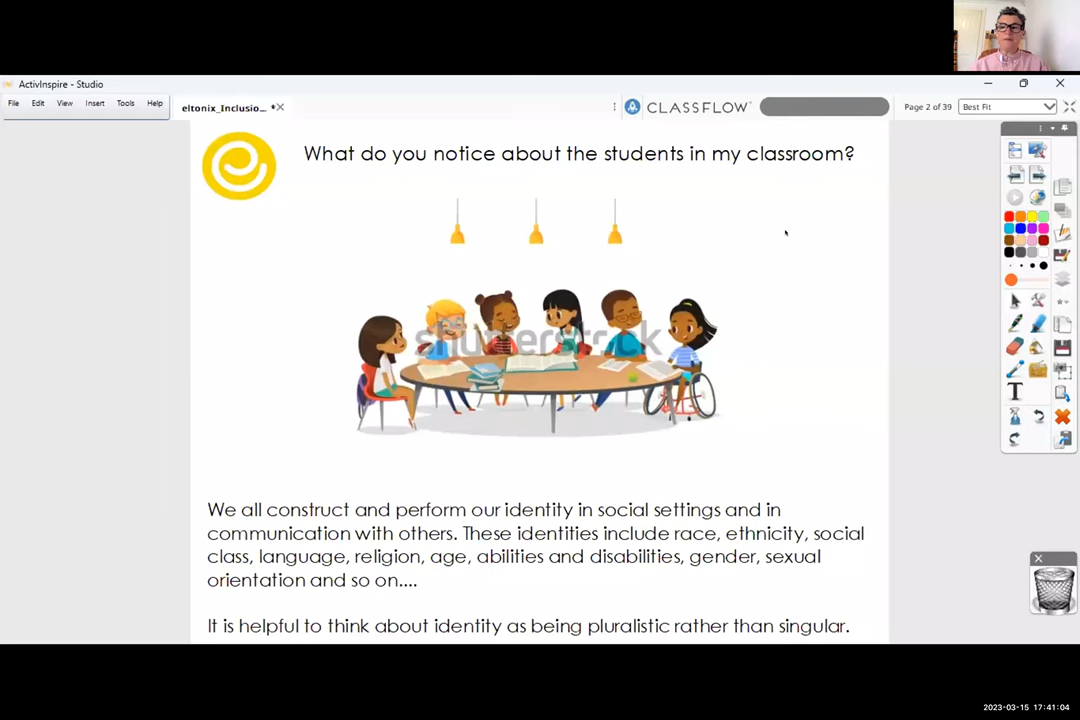 ActivInspire - Studio
File Edit View Insert Tools Help
eltonix_Inclusio... *
CLASSFLOW
Page 2 of 39
Best Fit
What do you notice about the students in my classroom?
shutterstock
We all construct and perform our identity in social settings and in
communication with others. These identities include race, ethnicity, social
class, language, religion, age, abilities and disabilities, gender, sexual
orientation and so on....
It is helpful to think about identity as being pluralistic rather than singular.
T
2023-03-15 17:41:04